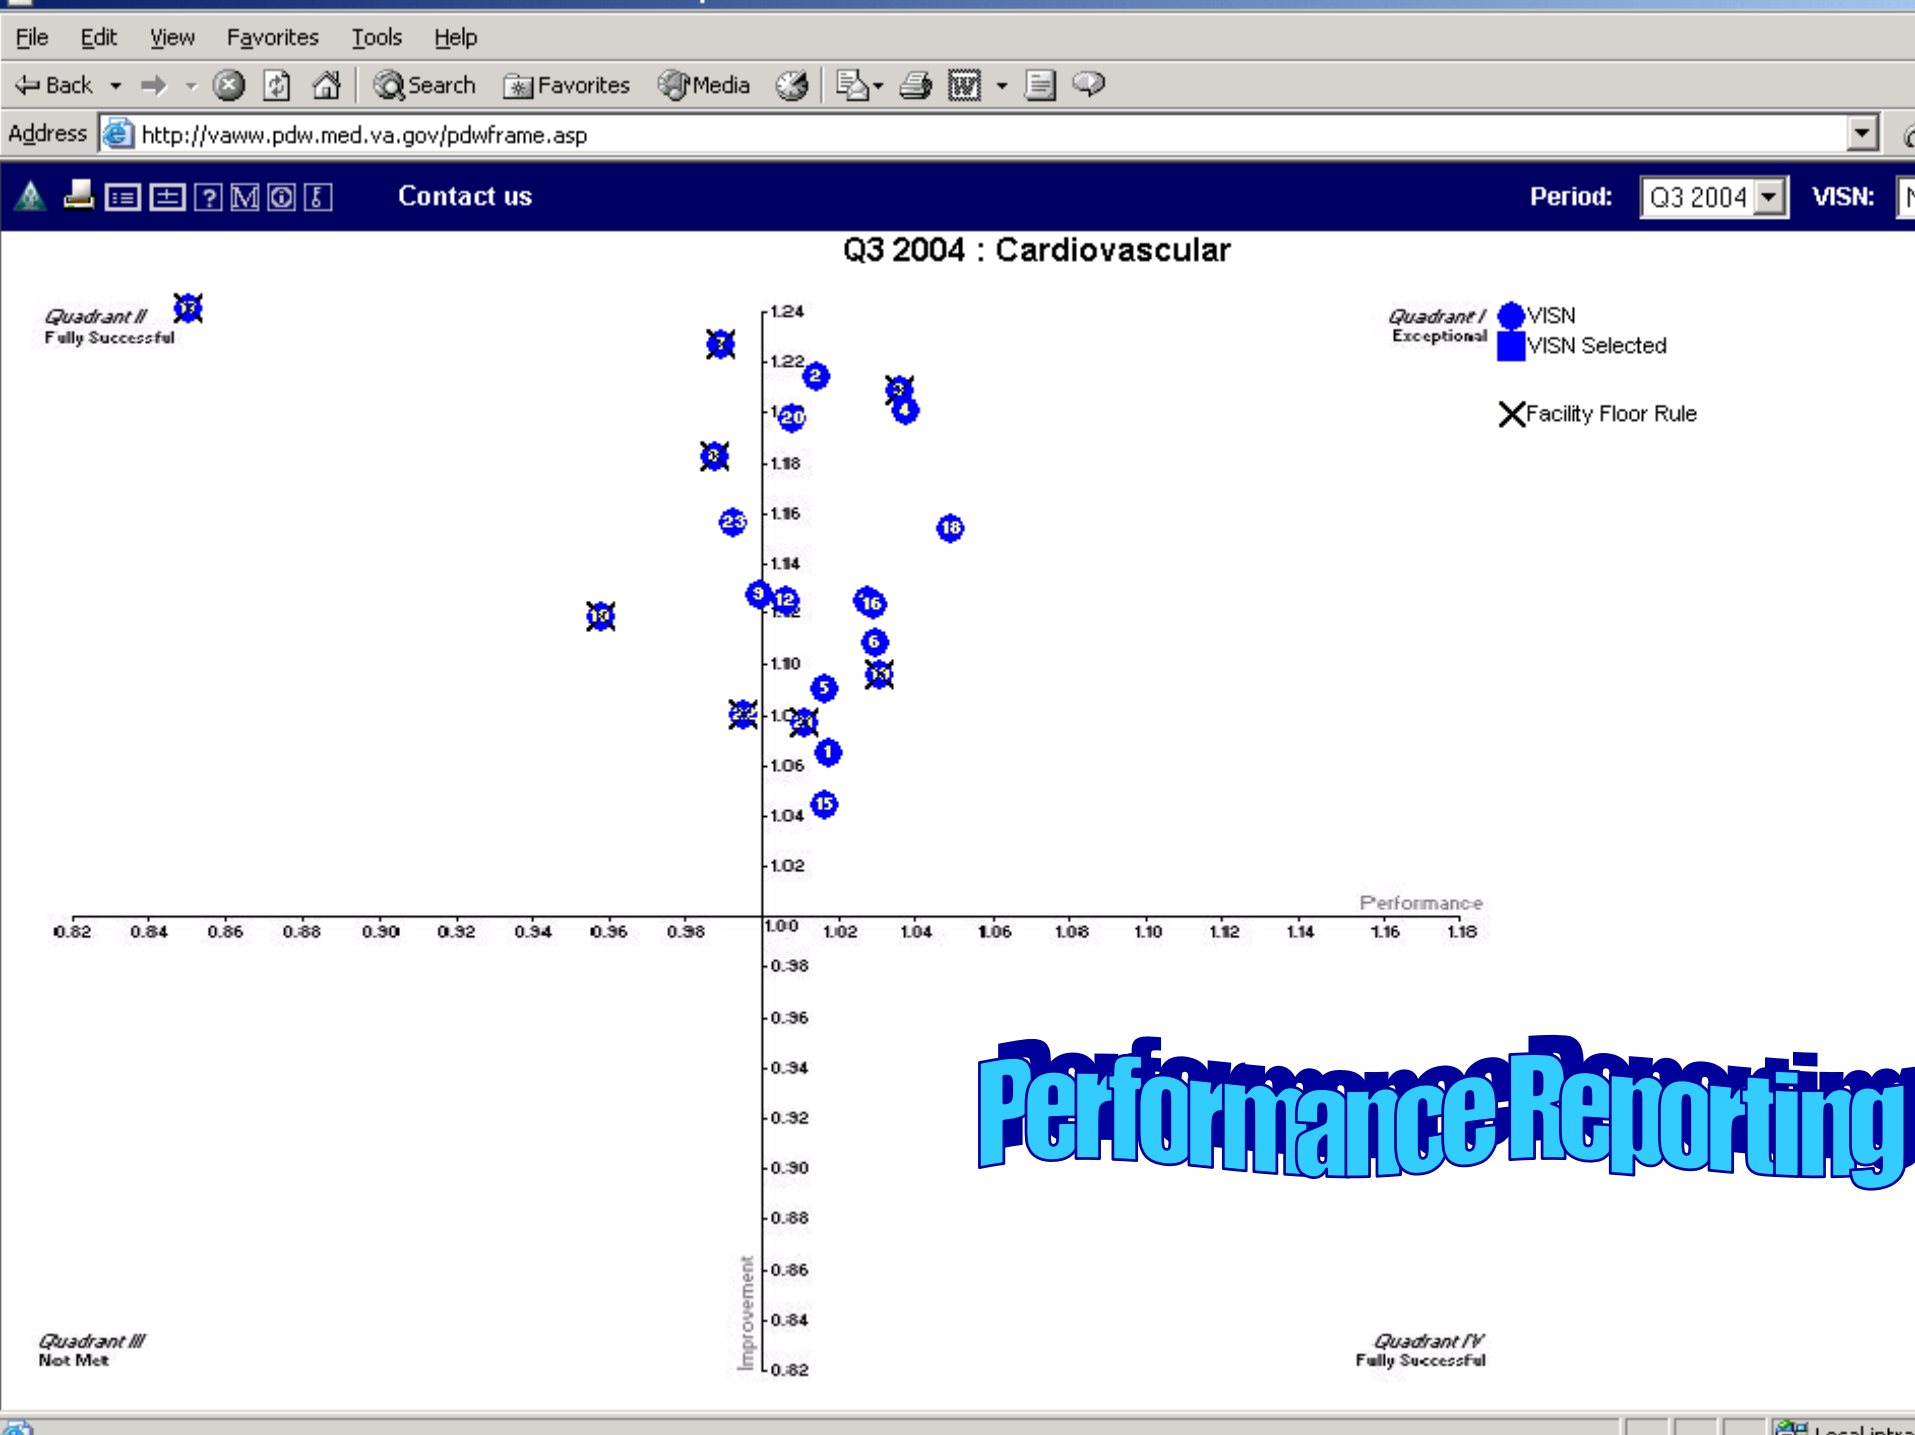 File Edit View Favorites Tools Help
Back Search Favorites Media
Address http://vaww.pdw.med.va.gov/pdwframe.asp
Contact us Period: Q3 2004 VISN:
Q3 2004 : Cardiovascular
Quadrant II
Fully Successful
Quadrant I
Exceptional
VISN
VISN Selected
Facility Floor Rule
1.24
7
1.22
2
4
20
1.18
1.16
23
18
1.14
9
12
16
1.12
6
1.10
5
22
1
1.06
15
1.04
1.02
Performance
0.82 0.84 0.86 0.88 0.90 0.92 0.94 0.96 0.98 1.00 1.02 1.04 1.06 1.08 1.10 1.12 1.14 1.16 1.18
0.98
0.96
0.94
0.92
0.90
0.88
0.86
0.84
0.82
Improvement
Performance Reporting
Quadrant III
Not Met
Quadrant IV
Fully Successful